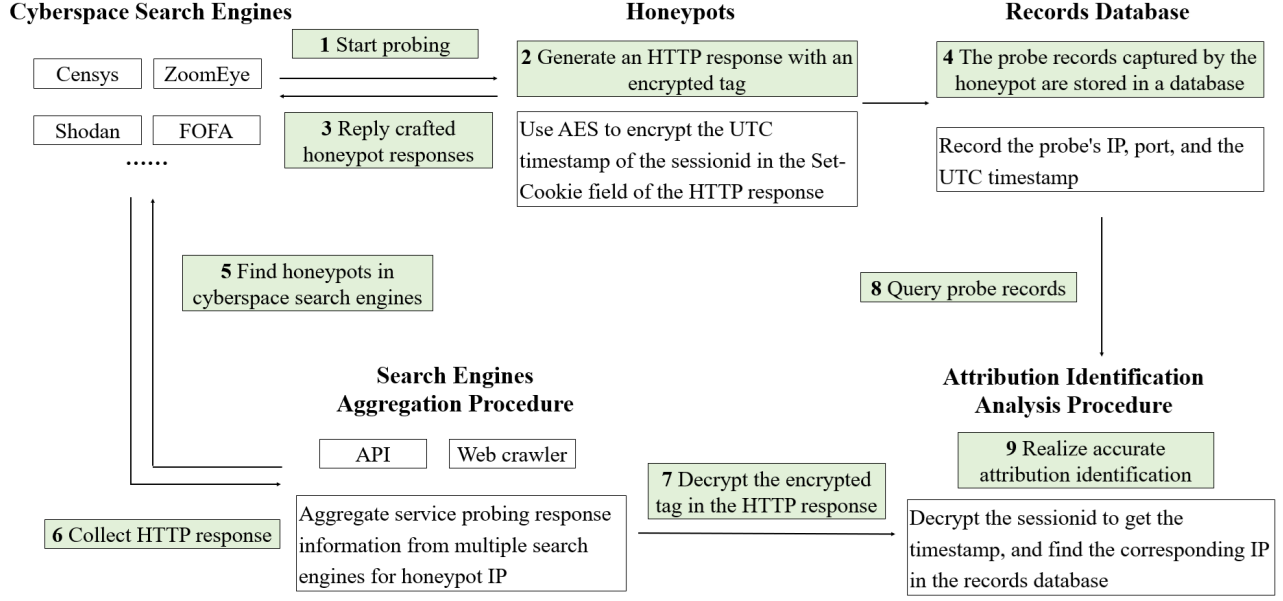 Cyberspace Search Engines
Honeypots
Records Database
1 Start probing
Censys
ZoomEye
Shodan
FOFA
......
3 Reply crafted
honeypot responses
2 Generate an HTTP response with an
encrypted tag
Use AES to encrypt the UTC
timestamp of the sessionid in the Set-
Cookie field of the HTTP response
4 The probe records captured by the
honeypot are stored in a database
Record the probe's IP, port, and the
UTC timestamp
5 Find honeypots in
cyberspace search engines
8 Query probe records
Search Engines
Aggregation Procedure
API
Web crawler
6 Collect HTTP response
Aggregate service probing response
information from multiple search
engines for honeypot IP
7 Decrypt the encrypted
tag in the HTTP response
Attribution Identification
Analysis Procedure
9 Realize accurate
attribution identification
Decrypt the sessionid to get the
timestamp, and find the corresponding IP
in the records database